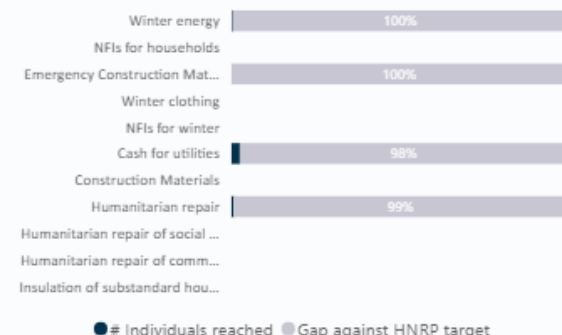 Winter energy 100%
NFIs for households
Emergency Construction Mat... 100%
Winter clothing
NFIs for winter
Cash for utilities 98%
Construction Materials
Humanitarian repair 99%
Humanitarian repair of social ...
Humanitarian repair of comm...
Insulation of substandard hou...
# Individuals reached Gap against HNRP target